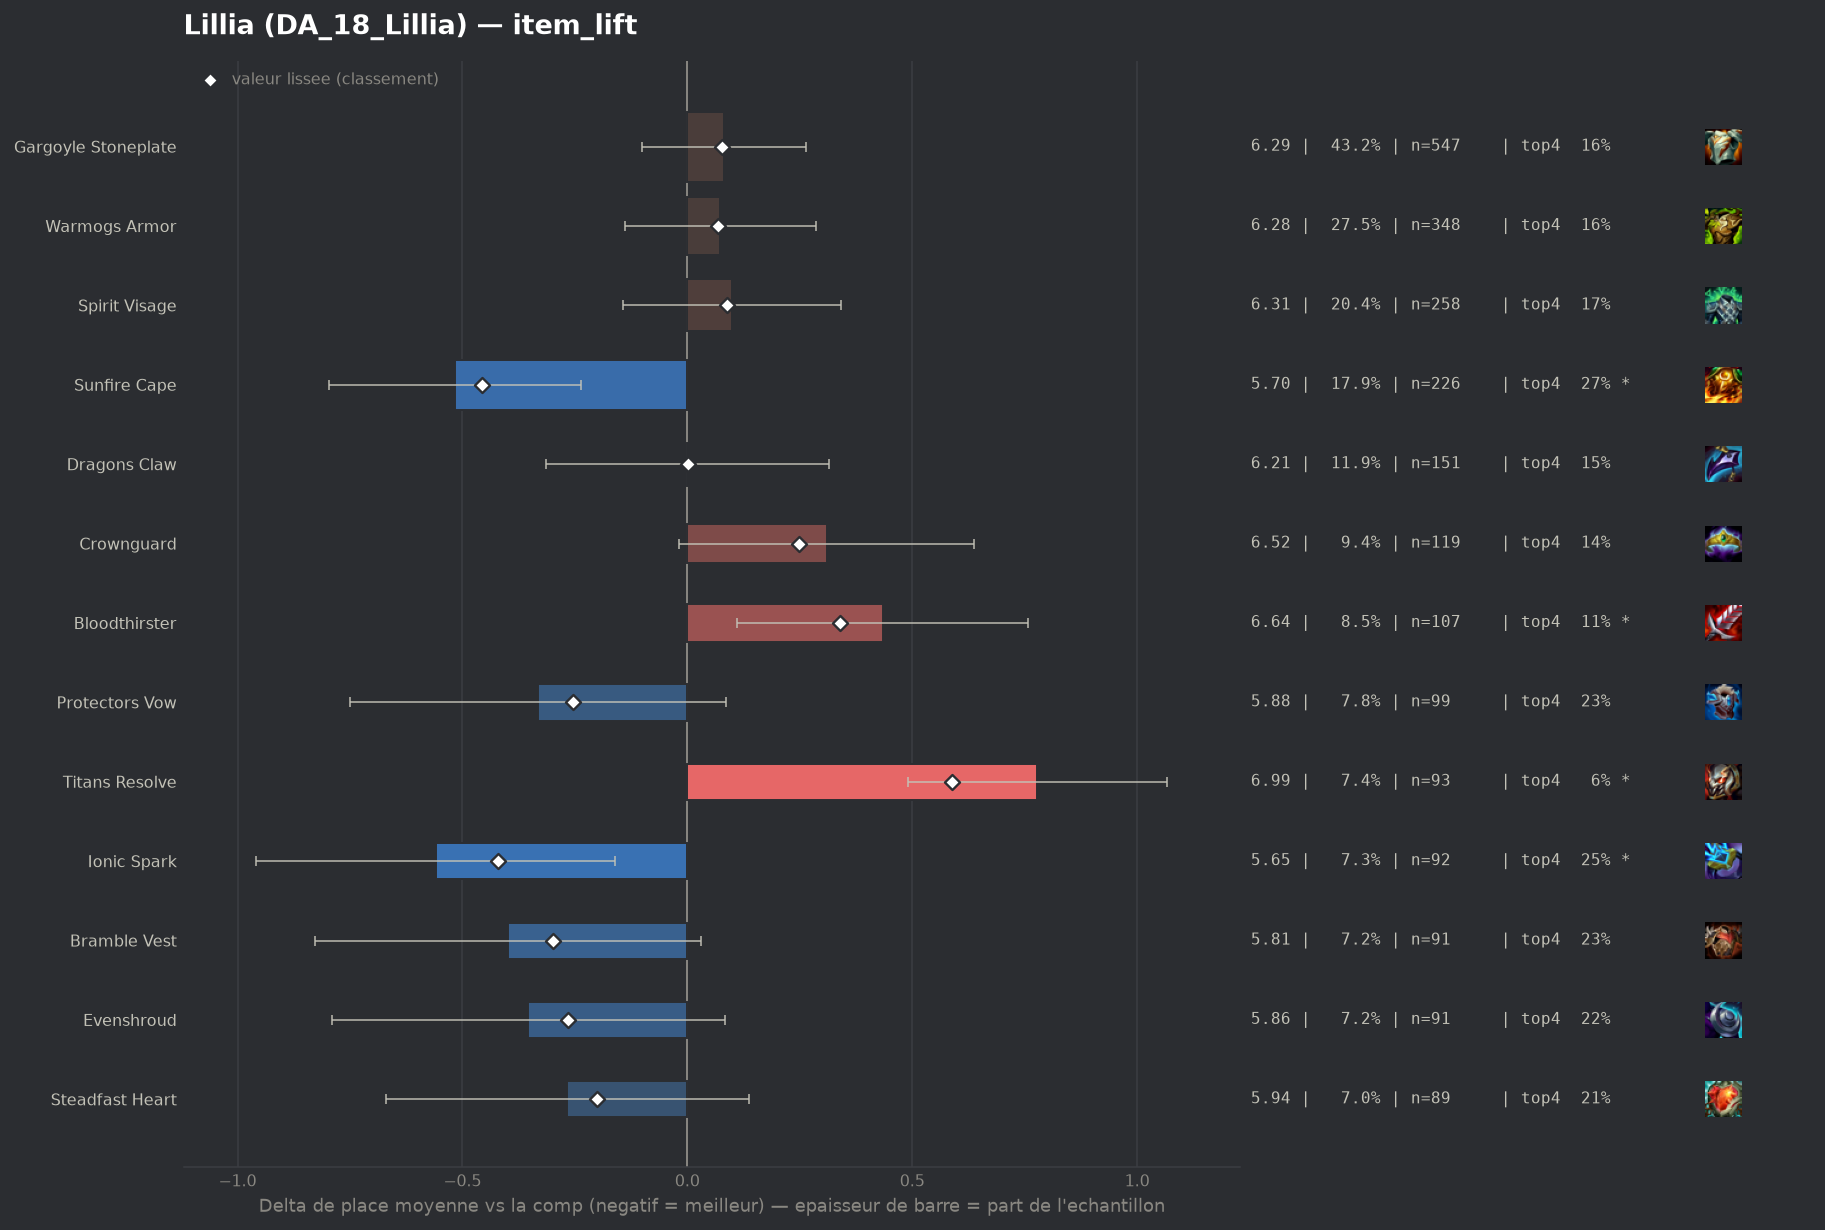 Lillia (DA_18_Lillia) — item_lift
valeur lissee (classement)
Gargoyle Stoneplate 6.29 | 43.2% | n=547 | top4 16%
Warmogs Armor 6.28 | 27.5% | n=348 | top4 16%
Spirit Visage 6.31 | 20.4% | n=258 | top4 17%
Sunfire Cape 5.70 | 17.9% | n=226 | top4 27% *
Dragons Claw 6.21 | 11.9% | n=151 | top4 15%
Crownguard 6.52 | 9.4% | n=119 | top4 14%
Bloodthirster 6.64 | 8.5% | n=107 | top4 11% *
Protectors Vow 5.88 | 7.8% | n=99 | top4 23%
Titans Resolve 6.99 | 7.4% | n=93 | top4 6% *
Ionic Spark 5.65 | 7.3% | n=92 | top4 25% *
Bramble Vest 5.81 | 7.2% | n=91 | top4 23%
Evenshroud 5.86 | 7.2% | n=91 | top4 22%
Steadfast Heart 5.94 | 7.0% | n=89 | top4 21%
−1.0 −0.5 0.0 0.5 1.0
Delta de place moyenne vs la comp (negatif = meilleur) — epaisseur de barre = part de l'echantillon